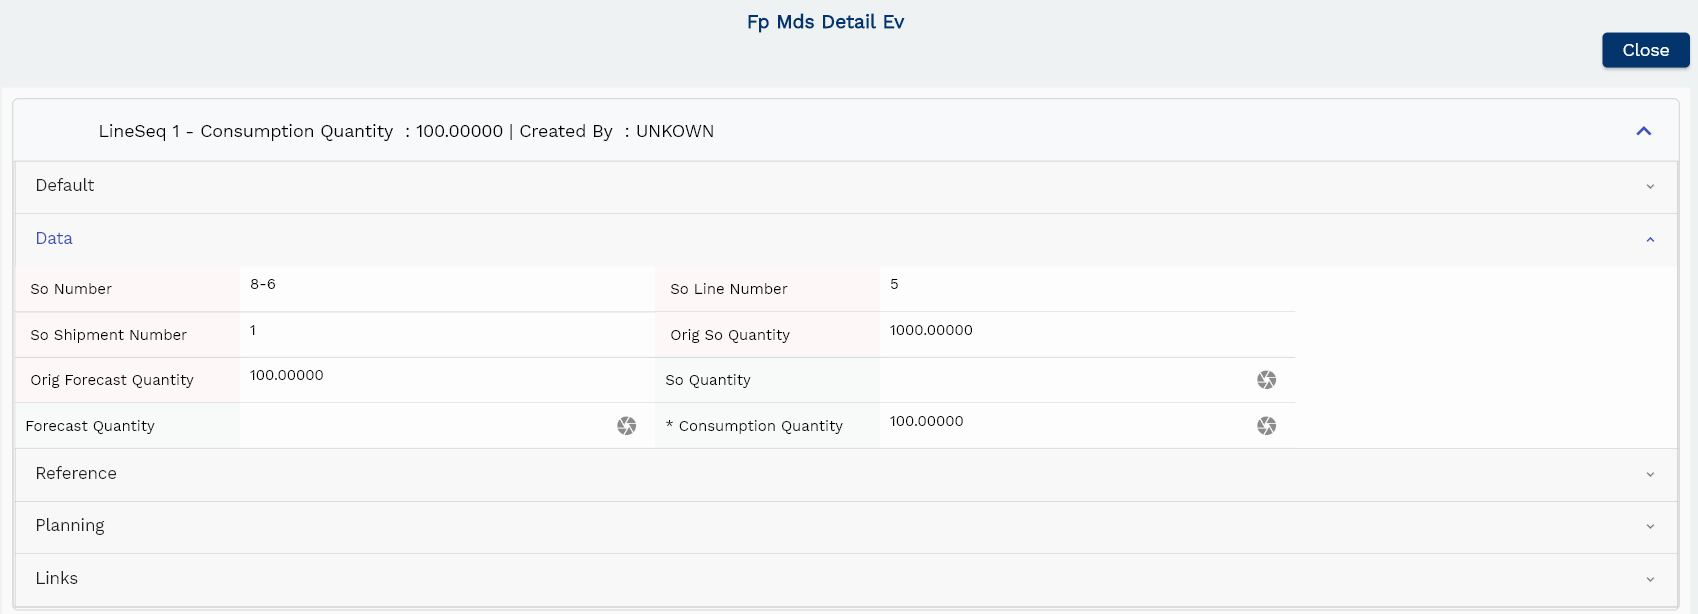 Fp Mds Detail Ev
Close
LineSeq 1 - Consumption Quantity : 100.00000 | Created By : UNKOWN
Default
Data
So Number 8-6 So Line Number 5
So Shipment Number 1 Orig So Quantity 1000.00000
Orig Forecast Quantity 100.00000 So Quantity
Forecast Quantity * Consumption Quantity 100.00000
Reference
Planning
Links